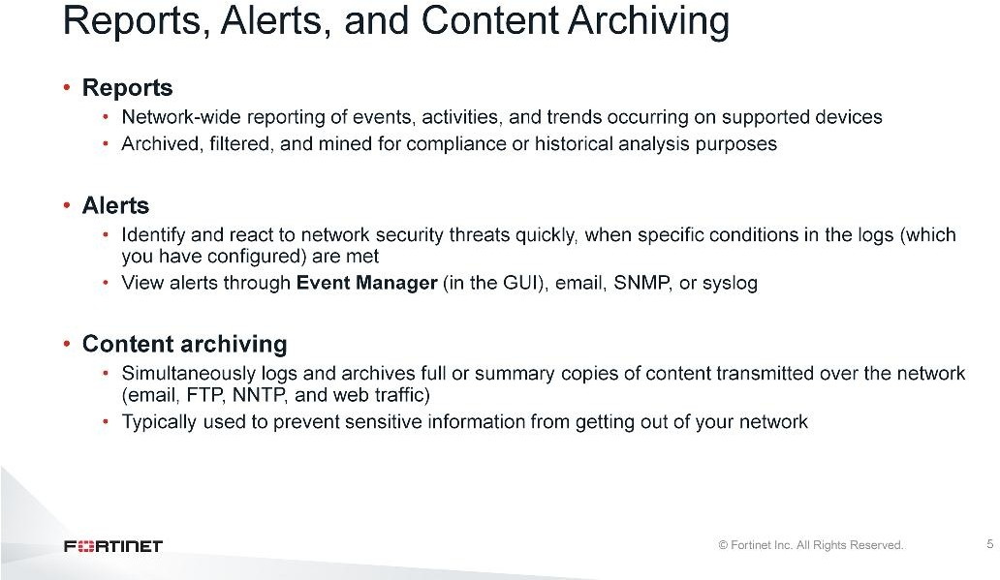 Reports, Alerts, and Content Archiving
• Reports
• Network-wide reporting of events, activities, and trends occurring on supported devices
• Archived, filtered, and mined for compliance or historical analysis purposes
• Alerts
• Identify and react to network security threats quickly, when specific conditions in the logs (which
you have configured) are met
• View alerts through Event Manager (in the GUI), email, SNMP, or syslog
• Content archiving
• Simultaneously logs and archives full or summary copies of content transmitted over the network
(email, FTP, NNTP, and web traffic)
• Typically used to prevent sensitive information from getting out of your network
FORTINET
© Fortinet Inc. All Rights Reserved.
5